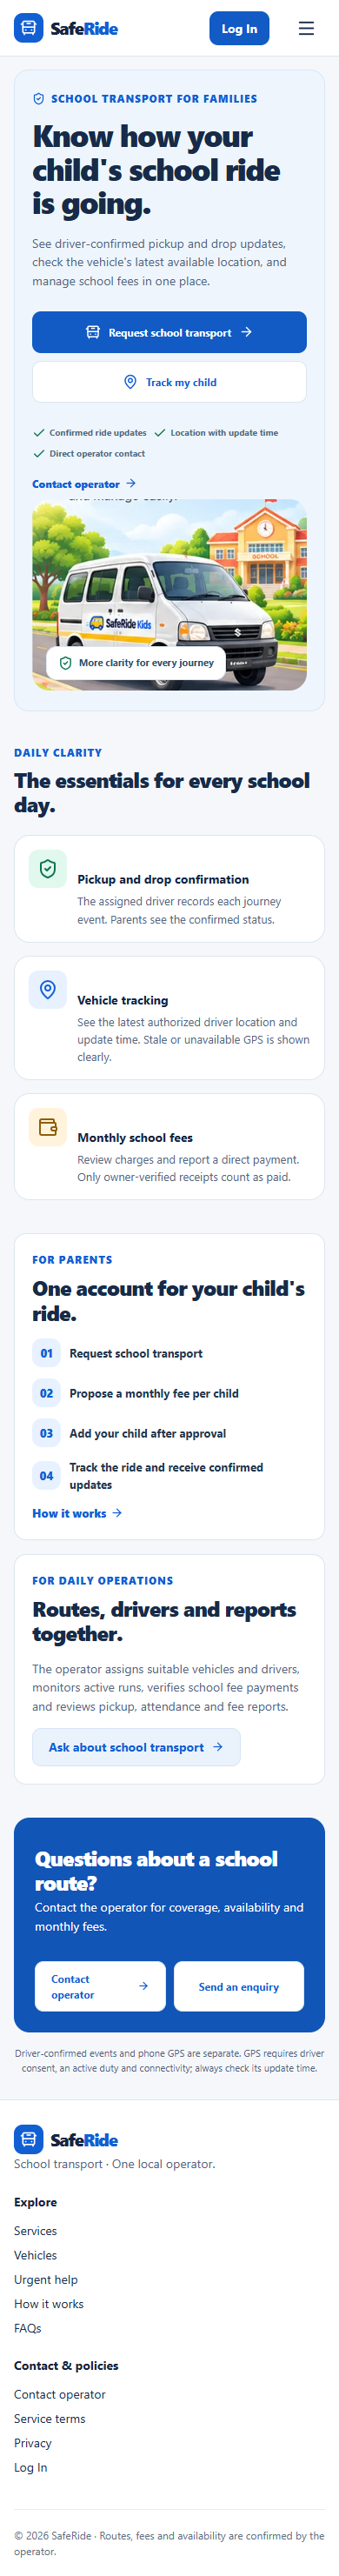 SafeRide
Log In
SCHOOL TRANSPORT FOR FAMILIES
Know how your
child's school ride
is going.
See driver-confirmed pickup and drop updates,
check the vehicle's latest available location, and
manage school fees in one place.
Request school transport
Track my child
Confirmed ride updates
Location with update time
Direct operator contact
Contact operator
and manage easily.
SCHOOL
SafeRide Kids
More clarity for every journey
DAILY CLARITY
The essentials for every school
day.
Pickup and drop confirmation
The assigned driver records each journey
event. Parents see the confirmed status.
Vehicle tracking
See the latest authorized driver location and
update time. Stale or unavailable GPS is shown
clearly.
Monthly school fees
Review charges and report a direct payment.
Only owner-verified receipts count as paid.
FOR PARENTS
One account for your child's
ride.
01 Request school transport
02 Propose a monthly fee per child
03 Add your child after approval
04 Track the ride and receive confirmed
updates
How it works
FOR DAILY OPERATIONS
Routes, drivers and reports
together.
The operator assigns suitable vehicles and drivers,
monitors active runs, verifies school fee payments
and reviews pickup, attendance and fee reports.
Ask about school transport
Questions about a school
route?
Contact the operator for coverage, availability and
monthly fees.
Contact
operator
Send an enquiry
Driver-confirmed events and phone GPS are separate. GPS requires driver
consent, an active duty and connectivity; always check its update time.
SafeRide
School transport · One local operator.
Explore
Services
Vehicles
Urgent help
How it works
FAQs
Contact & policies
Contact operator
Service terms
Privacy
Log In
© 2026 SafeRide · Routes, fees and availability are confirmed by the
operator.